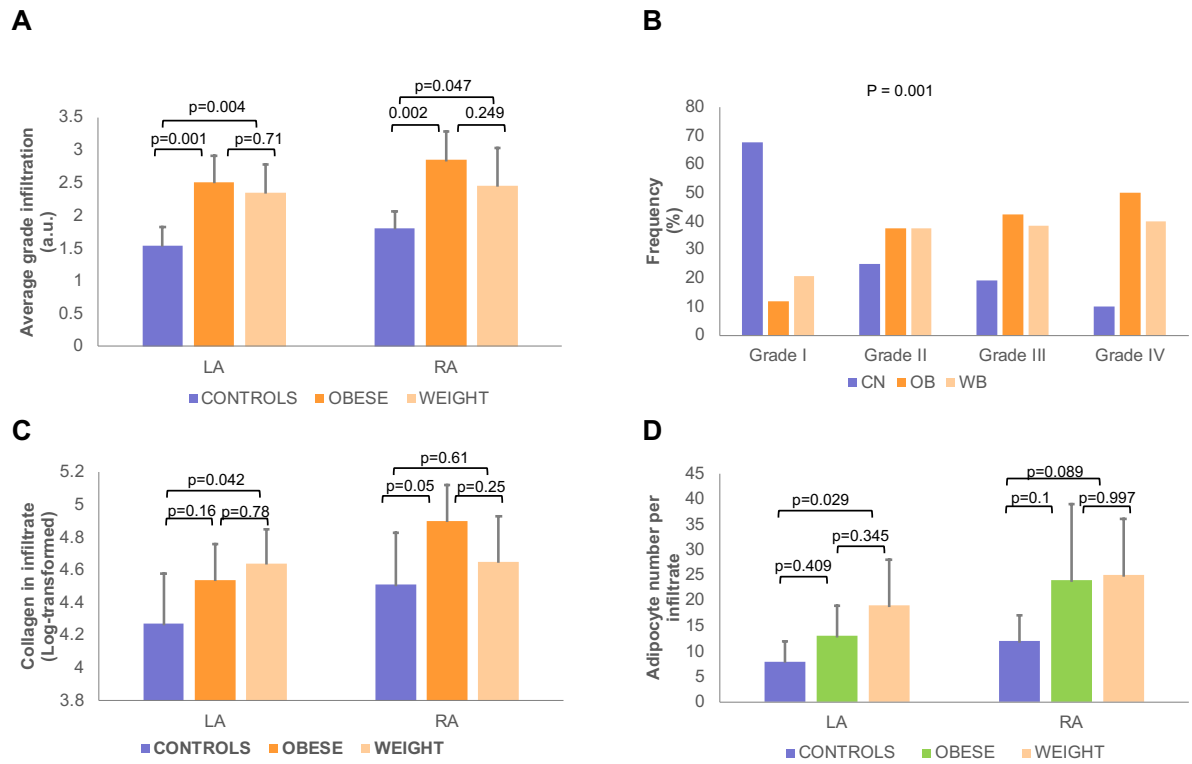 A
p=0.047
p=0.004
0.002
0.249
p=0.001
p=0.71
3.5
3
2.5
2
1.5
1
0.5
0
Average grade infiltration
(a.u.)
LA
RA
CONTROLS
OBESE
WEIGHT
B
P = 0.001
80
70
60
50
40
30
20
10
0
Frequency
(%)
Grade I
Grade II
Grade III
Grade IV
CN
OB
WB
C
p=0.61
p=0.042
p=0.05
p=0.25
p=0.16
p=0.78
5.2
5
4.8
4.6
4.4
4.2
4
3.8
Collagen in infiltrate
(Log-transformed)
LA
RA
CONTROLS
OBESE
WEIGHT
D
p=0.089
p=0.029
p=0.1
p=0.997
p=0.345
p=0.409
45
40
35
30
25
20
15
10
5
0
Adipocyte number per
infiltrate
LA
RA
CONTROLS
OBESE
WEIGHT